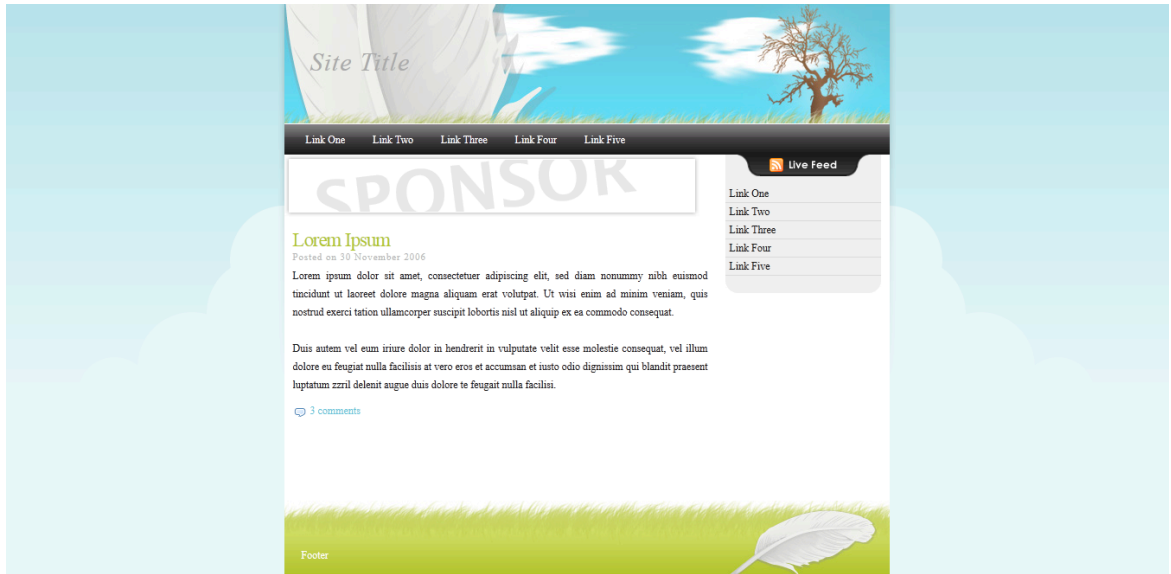 Site Title
Link One Link Two Link Three Link Four Link Five
SPONSOR
Live Feed
Link One
Link Two
Link Three
Link Four
Link Five
Lorem Ipsum
Posted on 30 November 2006
Lorem ipsum dolor sit amet, consectetuer adipiscing elit, sed diam nonummy nibh euismod
tincidunt ut laoreet dolore magna aliquam erat volutpat. Ut wisi enim ad minim veniam, quis
nostrud exerci tation ullamcorper suscipit lobortis nisl ut aliquip ex ea commodo consequat.
Duis autem vel eum iriure dolor in hendrerit in vulputate velit esse molestie consequat, vel illum
dolore eu feugiat nulla facilisis at vero eros et accumsan et iusto odio dignissim qui blandit praesent
luptatum zzril delenit augue duis dolore te feugait nulla facilisi.
3 comments
Footer